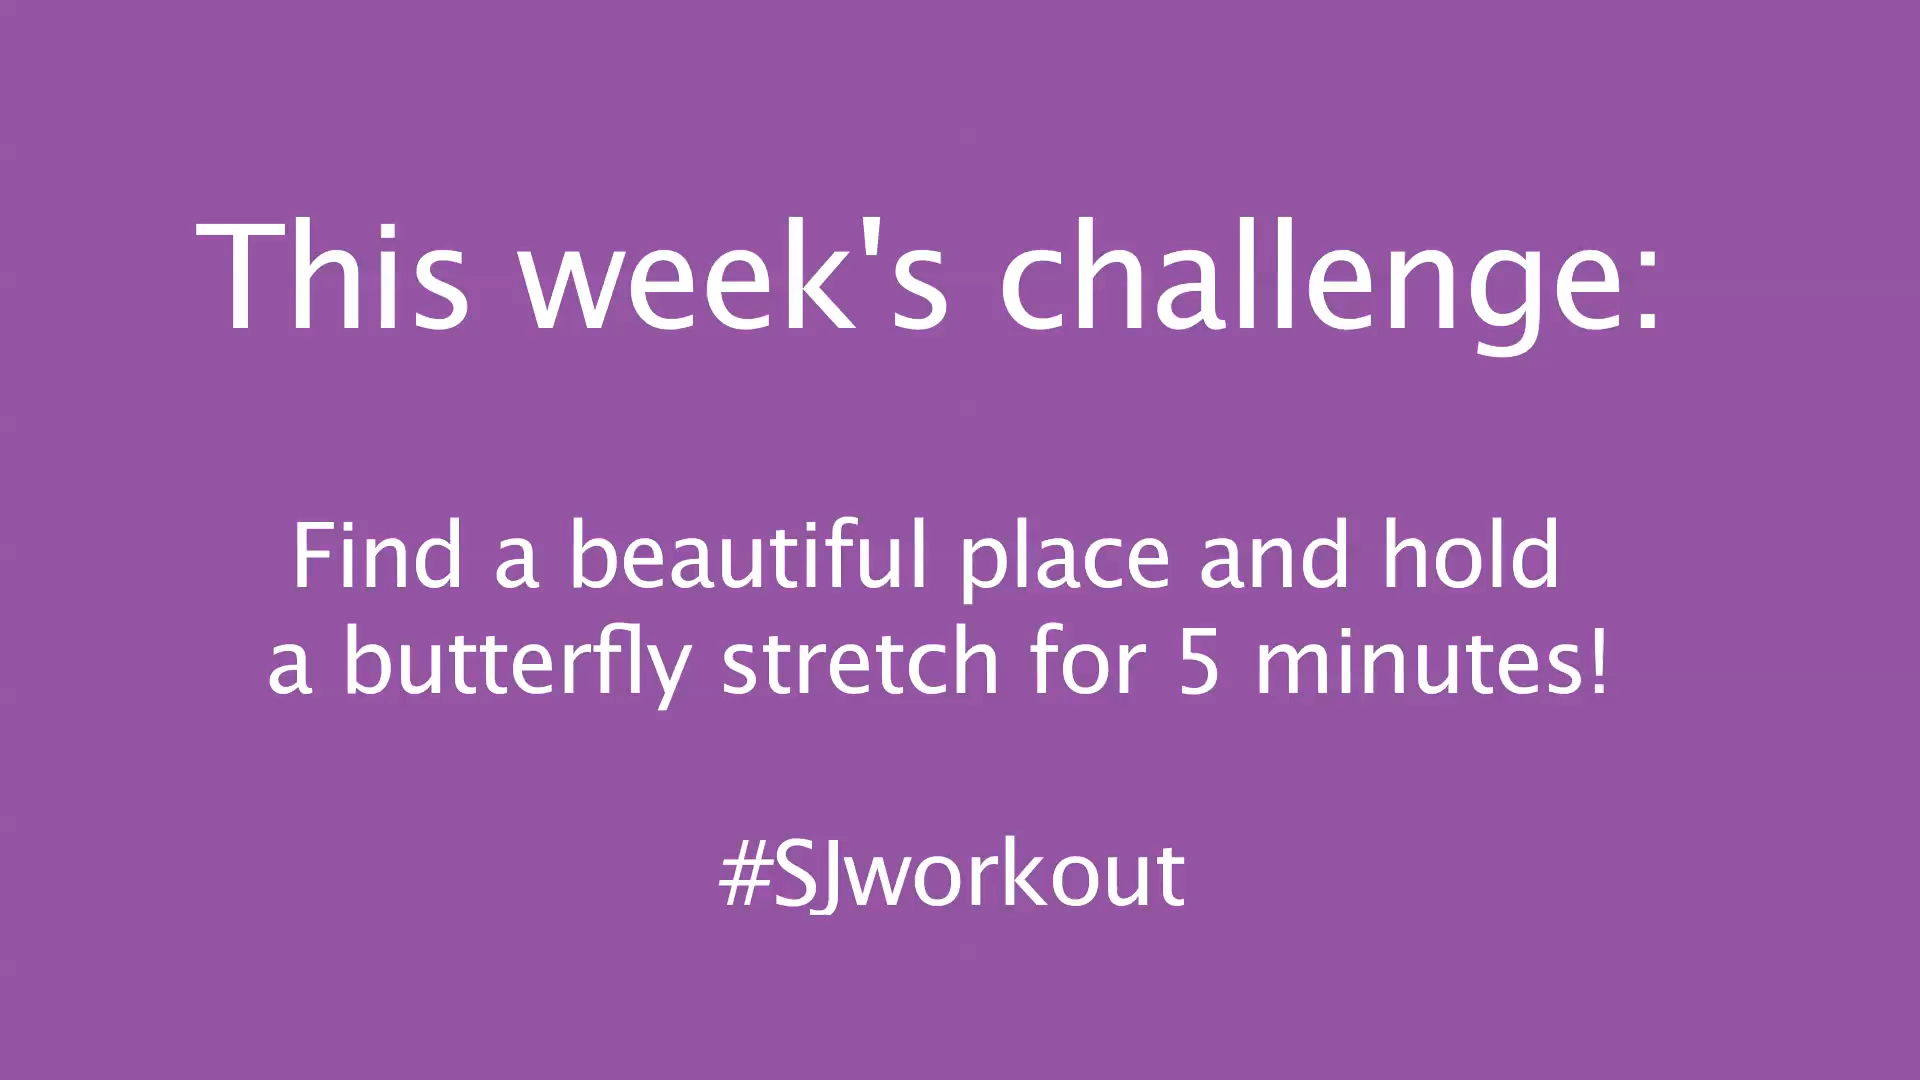 This week's challenge:
Find a beautiful place and hold
a butterfly stretch for 5 minutes!
#SJworkout